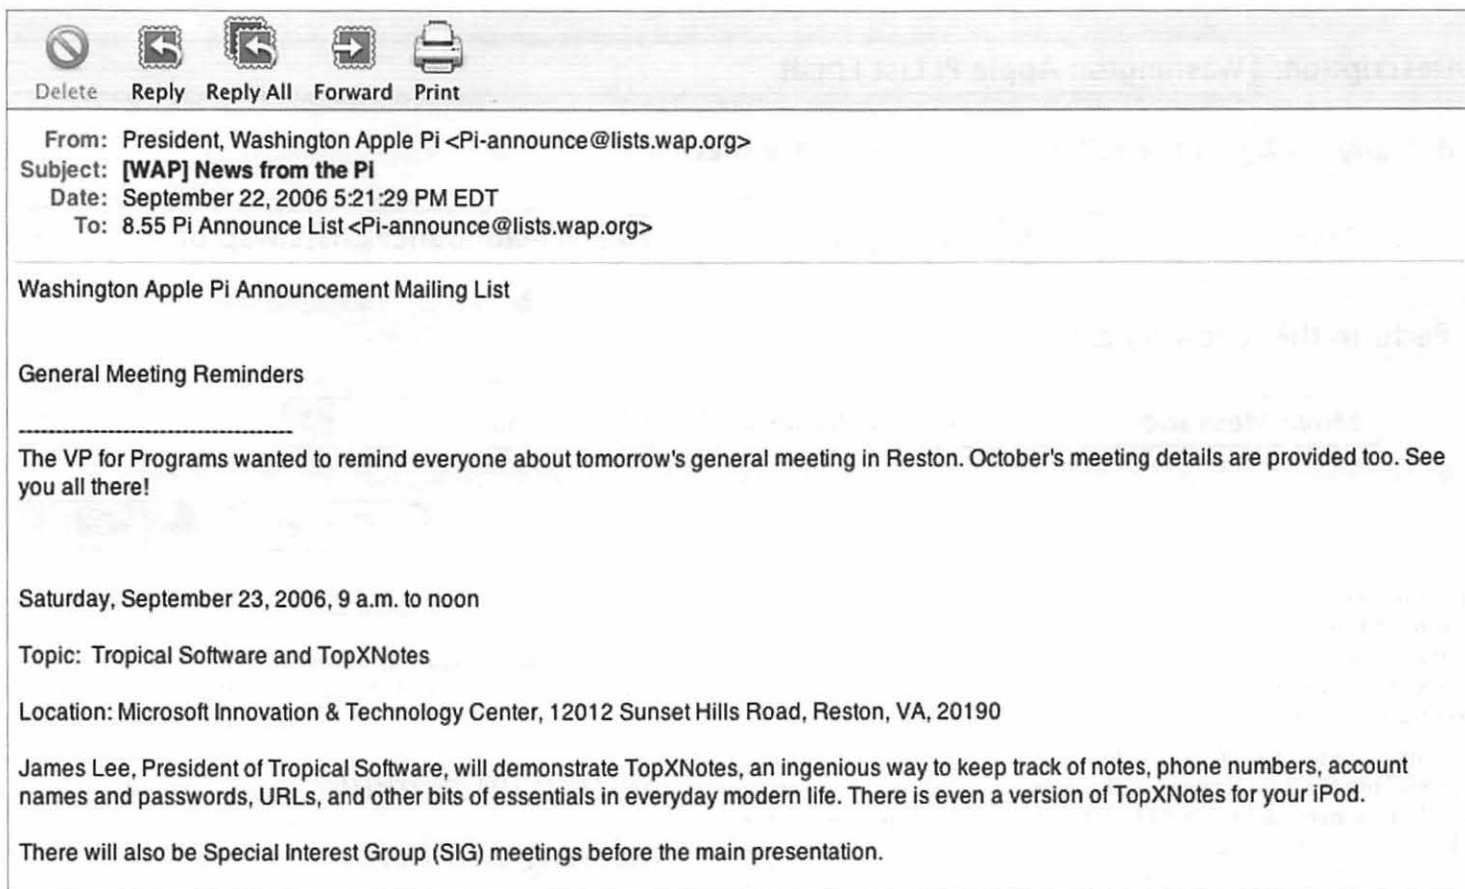 Delete Reply Reply All Forward Print
From: President, Washington Apple Pi <Pi-announce@lists.wap.org>
Subject: [WAP] News from the Pi
Date: September 22, 2006 5:21:29 PM EDT
To: 8.55 Pi Announce List <Pi-announce@lists.wap.org>
Washington Apple Pi Announcement Mailing List
General Meeting Reminders
-----------------------------------
The VP for Programs wanted to remind everyone about tomorrow's general meeting in Reston. October's meeting details are provided too. See
you all there!
Saturday, September 23, 2006, 9 a.m. to noon
Topic: Tropical Software and TopXNotes
Location: Microsoft Innovation & Technology Center, 12012 Sunset Hills Road, Reston, VA, 20190
James Lee, President of Tropical Software, will demonstrate TopXNotes, an ingenious way to keep track of notes, phone numbers, account
names and passwords, URLs, and other bits of essentials in everyday modern life. There is even a version of TopXNotes for your iPod.
There will also be Special Interest Group (SIG) meetings before the main presentation.